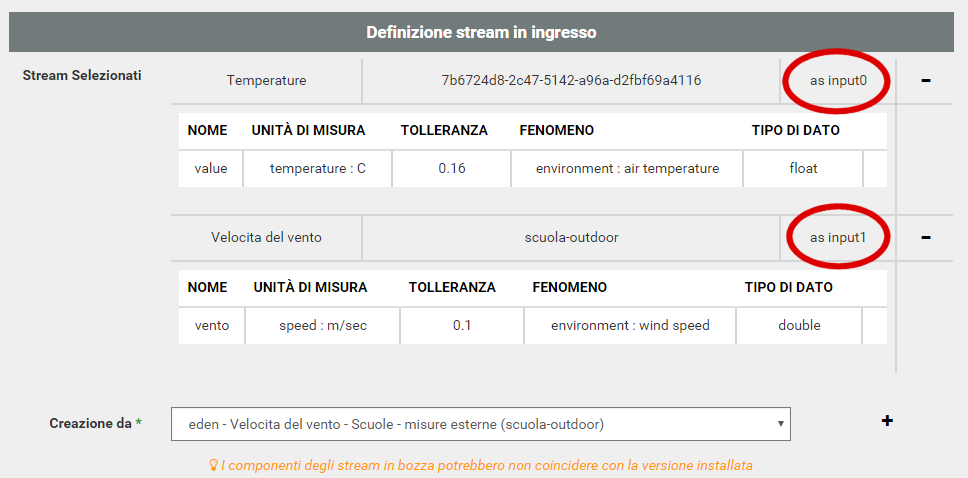 Definizione stream in ingresso
Stream Selezionati
Temperature 7b6724d8-2c47-5142-a96a-d2fbf69a4116 as input0 -
NOME UNITÀ DI MISURA TOLLERANZA FENOMENO TIPO DI DATO
value temperature : C 0.16 environment : air temperature float
Velocita del vento scuola-outdoor as input1 -
NOME UNITÀ DI MISURA TOLLERANZA FENOMENO TIPO DI DATO
vento speed : m/sec 0.1 environment : wind speed double
Creazione da * eden - Velocita del vento - Scuole - misure esterne (scuola-outdoor) +
I componenti degli stream in bozza potrebbero non coincidere con la versione installata